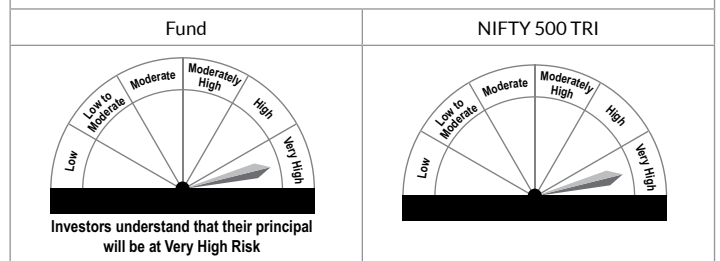 Fund
NIFTY 500 TRI
Low
Low to
Moderate
Moderate
Moderately
High
High
Very High
Investors understand that their principal
will be at Very High Risk
Low
Low to
Moderate
Moderate
Moderately
High
High
Very High